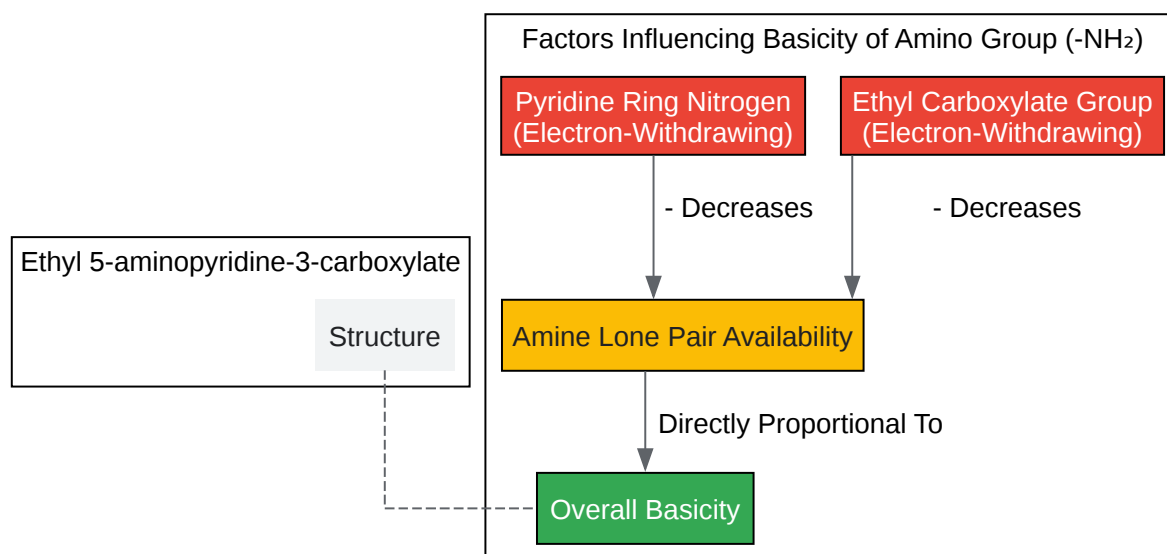 Factors Influencing Basicity of Amino Group (-NH₂)
Pyridine Ring Nitrogen
(Electron-Withdrawing)
Ethyl Carboxylate Group
(Electron-Withdrawing)
- Decreases
- Decreases
Ethyl 5-aminopyridine-3-carboxylate
Structure
Amine Lone Pair Availability
Directly Proportional To
Overall Basicity